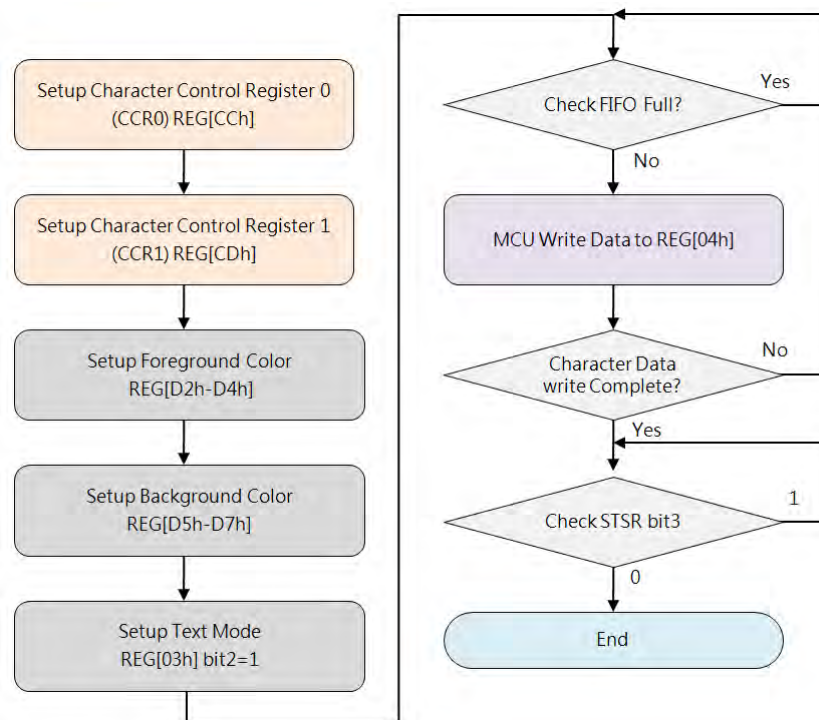 Setup Character Control Register 0
(CCR0) REG[CCh]
Setup Character Control Register 1
(CCR1) REG[CDh]
Setup Foreground Color
REG[D2h-D4h]
Setup Background Color
REG[D5h-D7h]
Setup Text Mode
REG[03h] bit2=1
Check FIFO Full?
Yes
No
MCU Write Data to REG[04h]
Character Data
write Complete?
No
Yes
Check STSR bit3
1
0
End